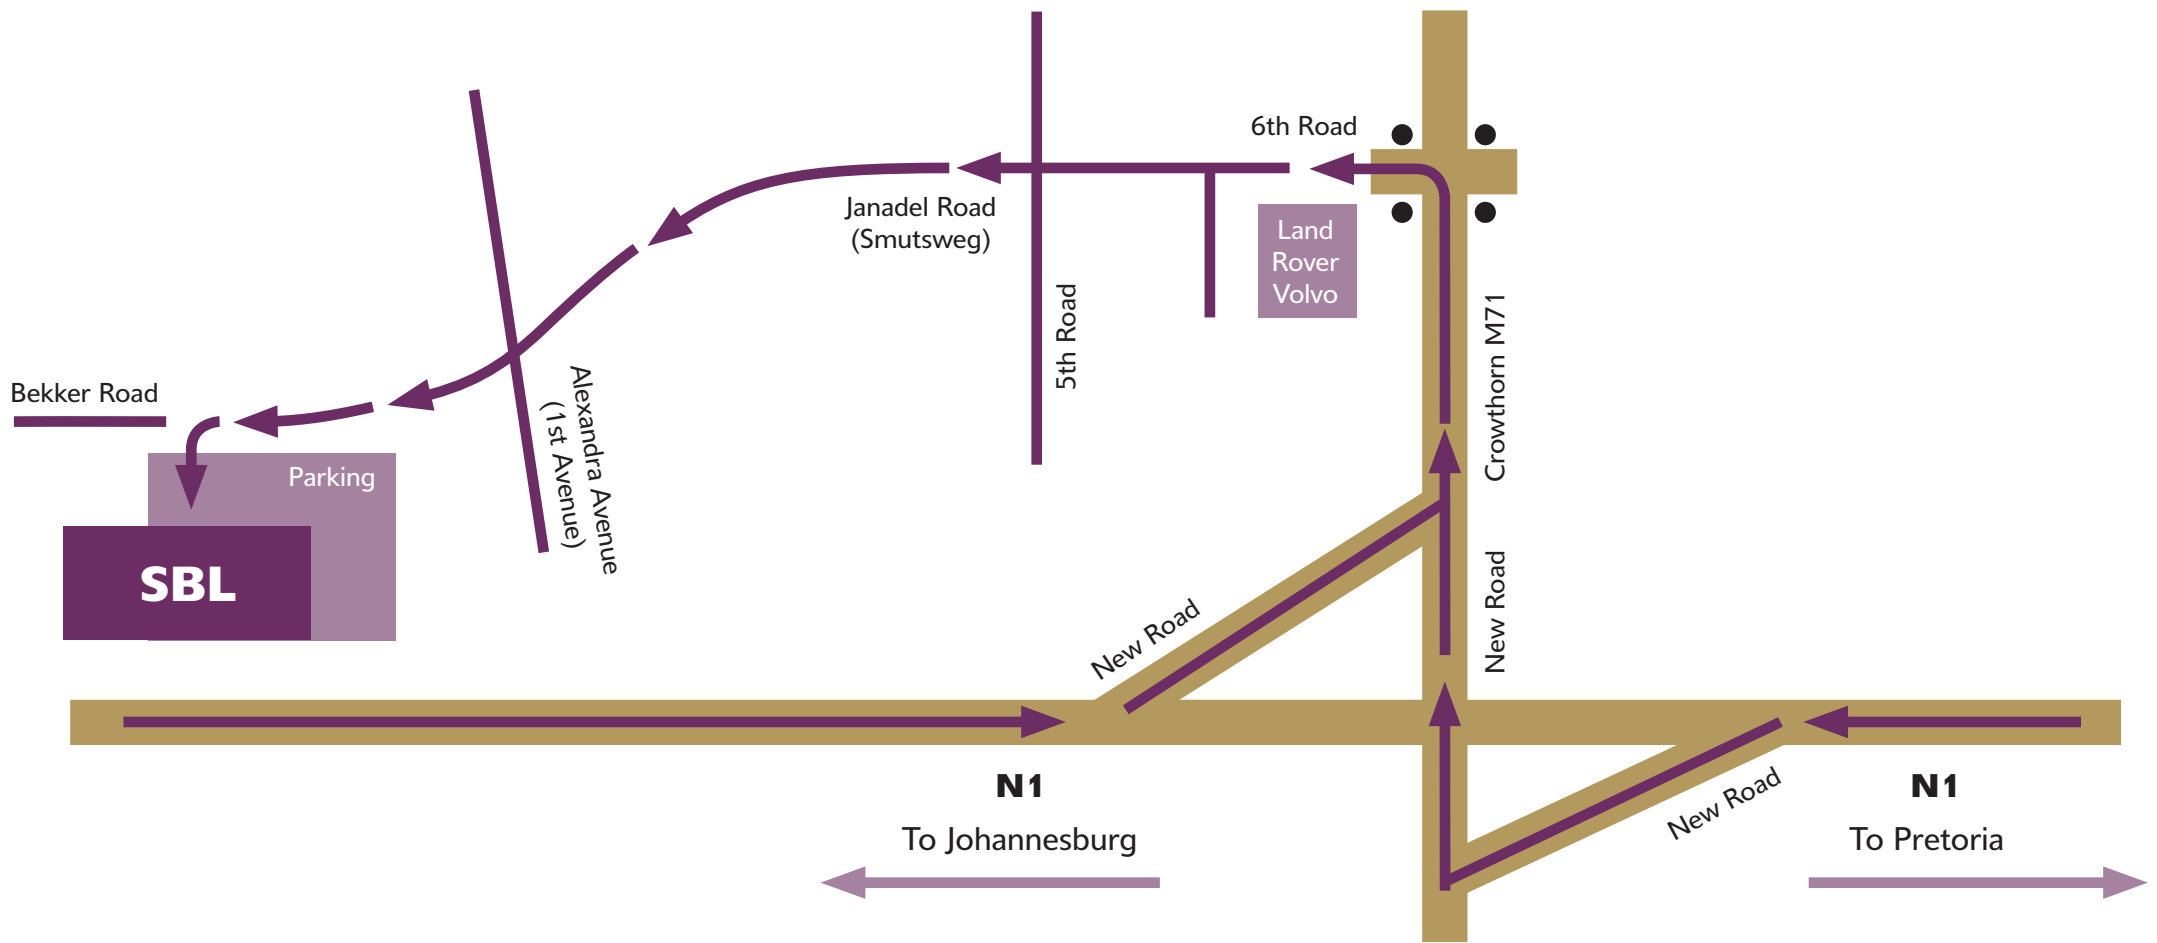 6th Road
Janadel Road
(Smutsweg)
Land
Rover
Volvo
5th Road
Crowthorn M71
Bekker Road
Alexandra Avenue
(1st Avenue)
Parking
SBL
New Road
New Road
New Road
N1
To Johannesburg
N1
To Pretoria